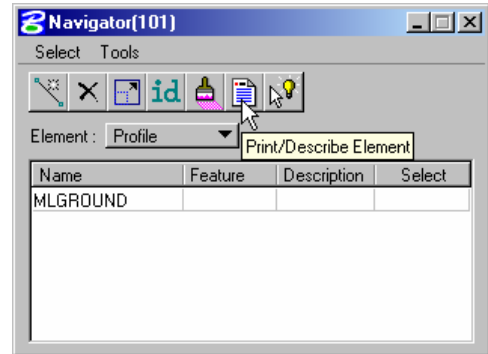 Navigator(101)
Select Tools
id
Element : Profile
Print/Describe Element
Name Feature Description Select
MLGROUND